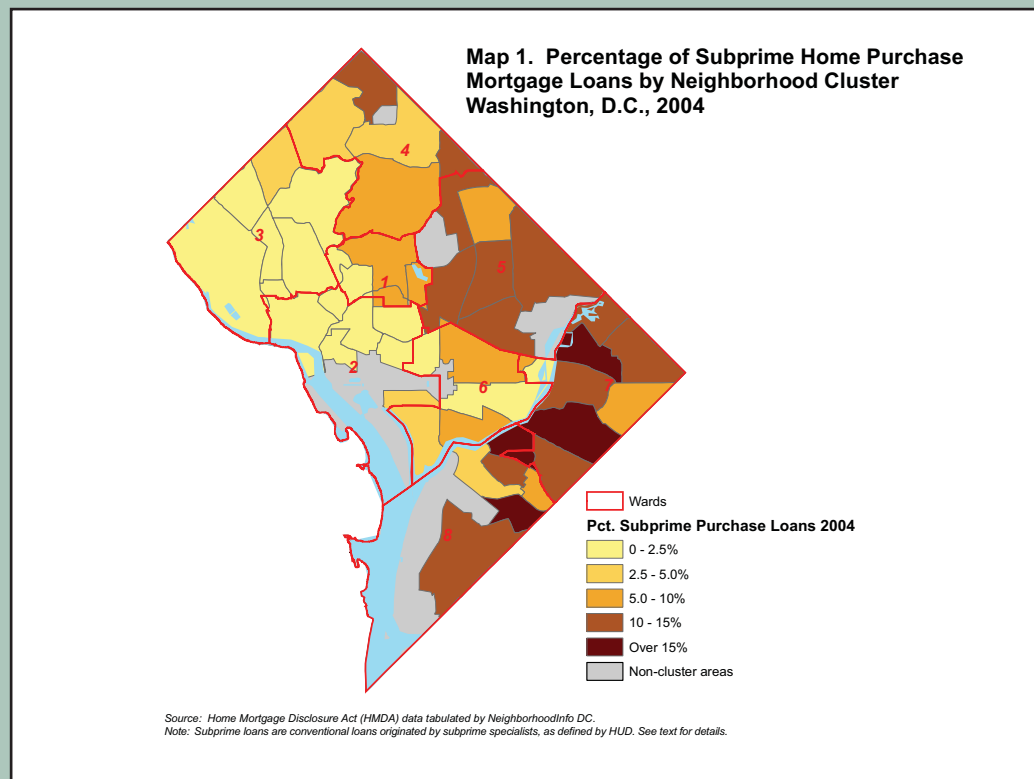 Map 1.  Percentage of Subprime Home Purchase
Mortgage Loans by Neighborhood Cluster
Washington, D.C., 2004
4
3
5
1
2
6
7
8
Wards
Pct. Subprime Purchase Loans 2004
0 - 2.5%
2.5 - 5.0%
5.0 - 10%
10 - 15%
Over 15%
Non-cluster areas
Source:  Home Mortgage Disclosure Act (HMDA) data tabulated by NeighborhoodInfo DC.
Note:  Subprime loans are conventional loans originated by subprime specialists, as defined by HUD. See text for details.